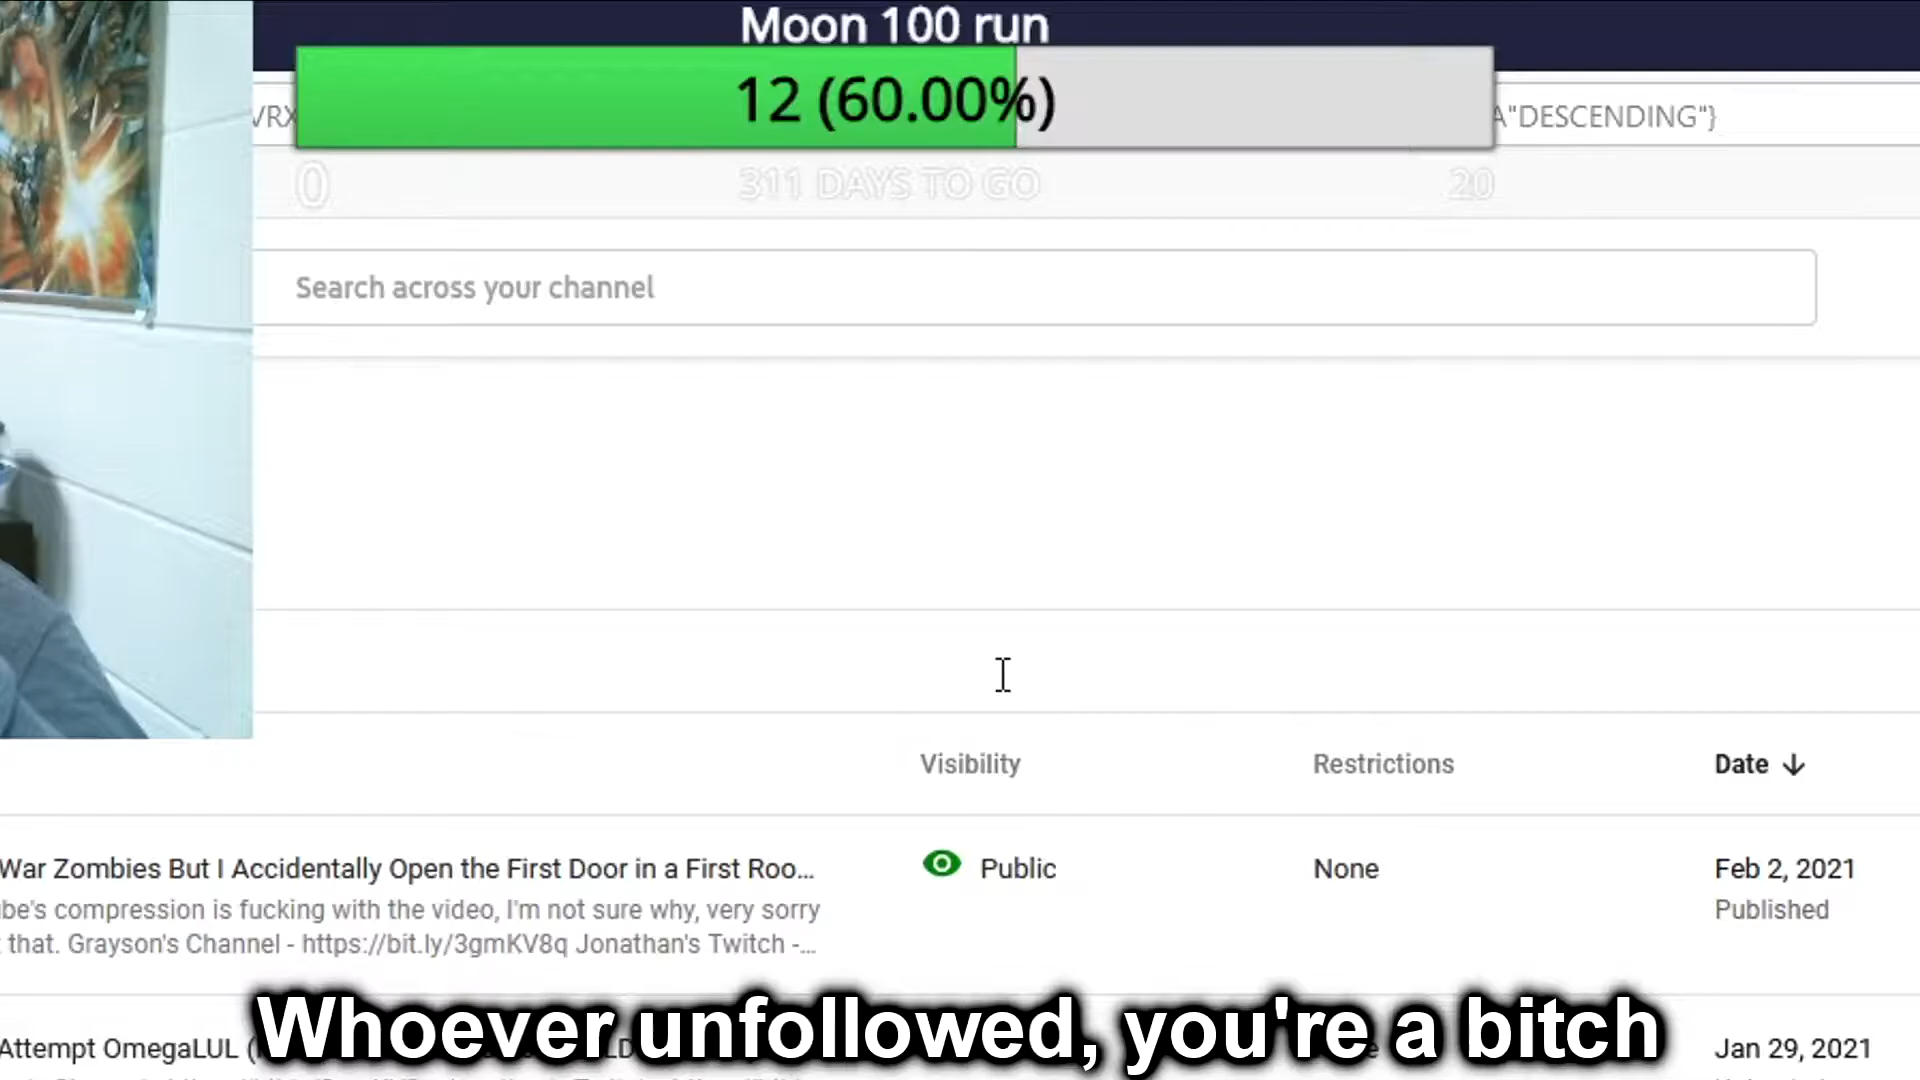 Moon 100 run
12 (60.00%)
VRX
A"DESCENDING"}
0
311 DAYS TO GO
20
Search across your channel
Visibility
Restrictions
Date
War Zombies But I Accidentally Open the First Door in a First Roo...
Public
None
Feb 2, 2021
be's compression is fucking with the video, I'm not sure why, very sorry
Published
that. Grayson's Channel - https://bit.ly/3gmKV8q Jonathan's Twitch -...
Whoever unfollowed, you're a bitch
Attempt OmegaLUL (
Jan 29, 2021